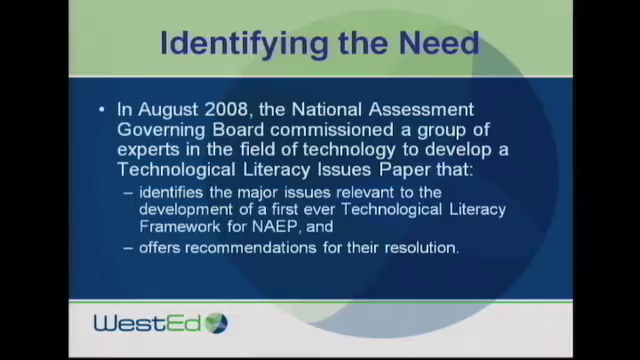 Identifying the Need
• In August 2008, the National Assessment
Governing Board commissioned a group of
experts in the field of technology to develop a
Technological Literacy Issues Paper that:
– identifies the major issues relevant to the
development of a first ever Technological Literacy
Framework for NAEP, and
– offers recommendations for their resolution.
WestEd